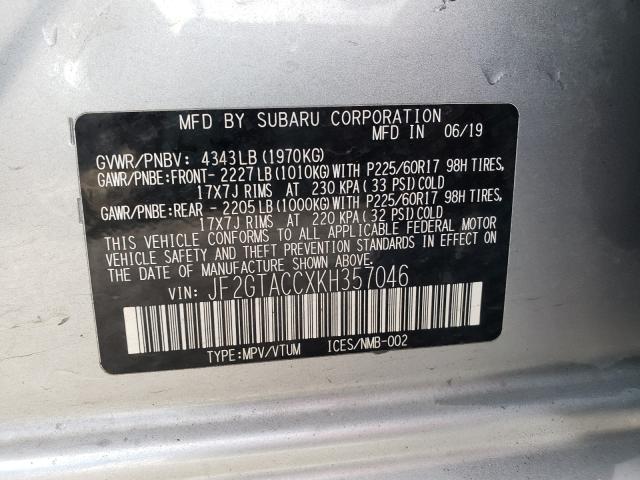 MFD BY SUBARU CORPORATION
MFD IN 06/19
GVWR/PNBV: 4343LB(1970KG)
GAWR/PNBE:FRONT- 2227LB(1010KG)WITH P225/60R17 98H TIRES,
17X7J RIMS AT 230 KPA(33 PSI)COLD
GAWR/PNBE:REAR - 2205LB(1000KG)WITH P225/60R17 98H TIRES,
17X7J RIMS AT 220 KPA(32 PSI)COLD
THIS VEHICLE CONFORMS TO ALL APPLICABLE FEDERAL MOTOR
VEHICLE SAFETY AND THEFT PREVENTION STANDARDS IN EFFECT ON
THE DATE OF MANUFACTURE SHOWN ABOVE.
VIN: JF2GTACCXKH357046
TYPE:MPV/VTUM ICES/NMB-002